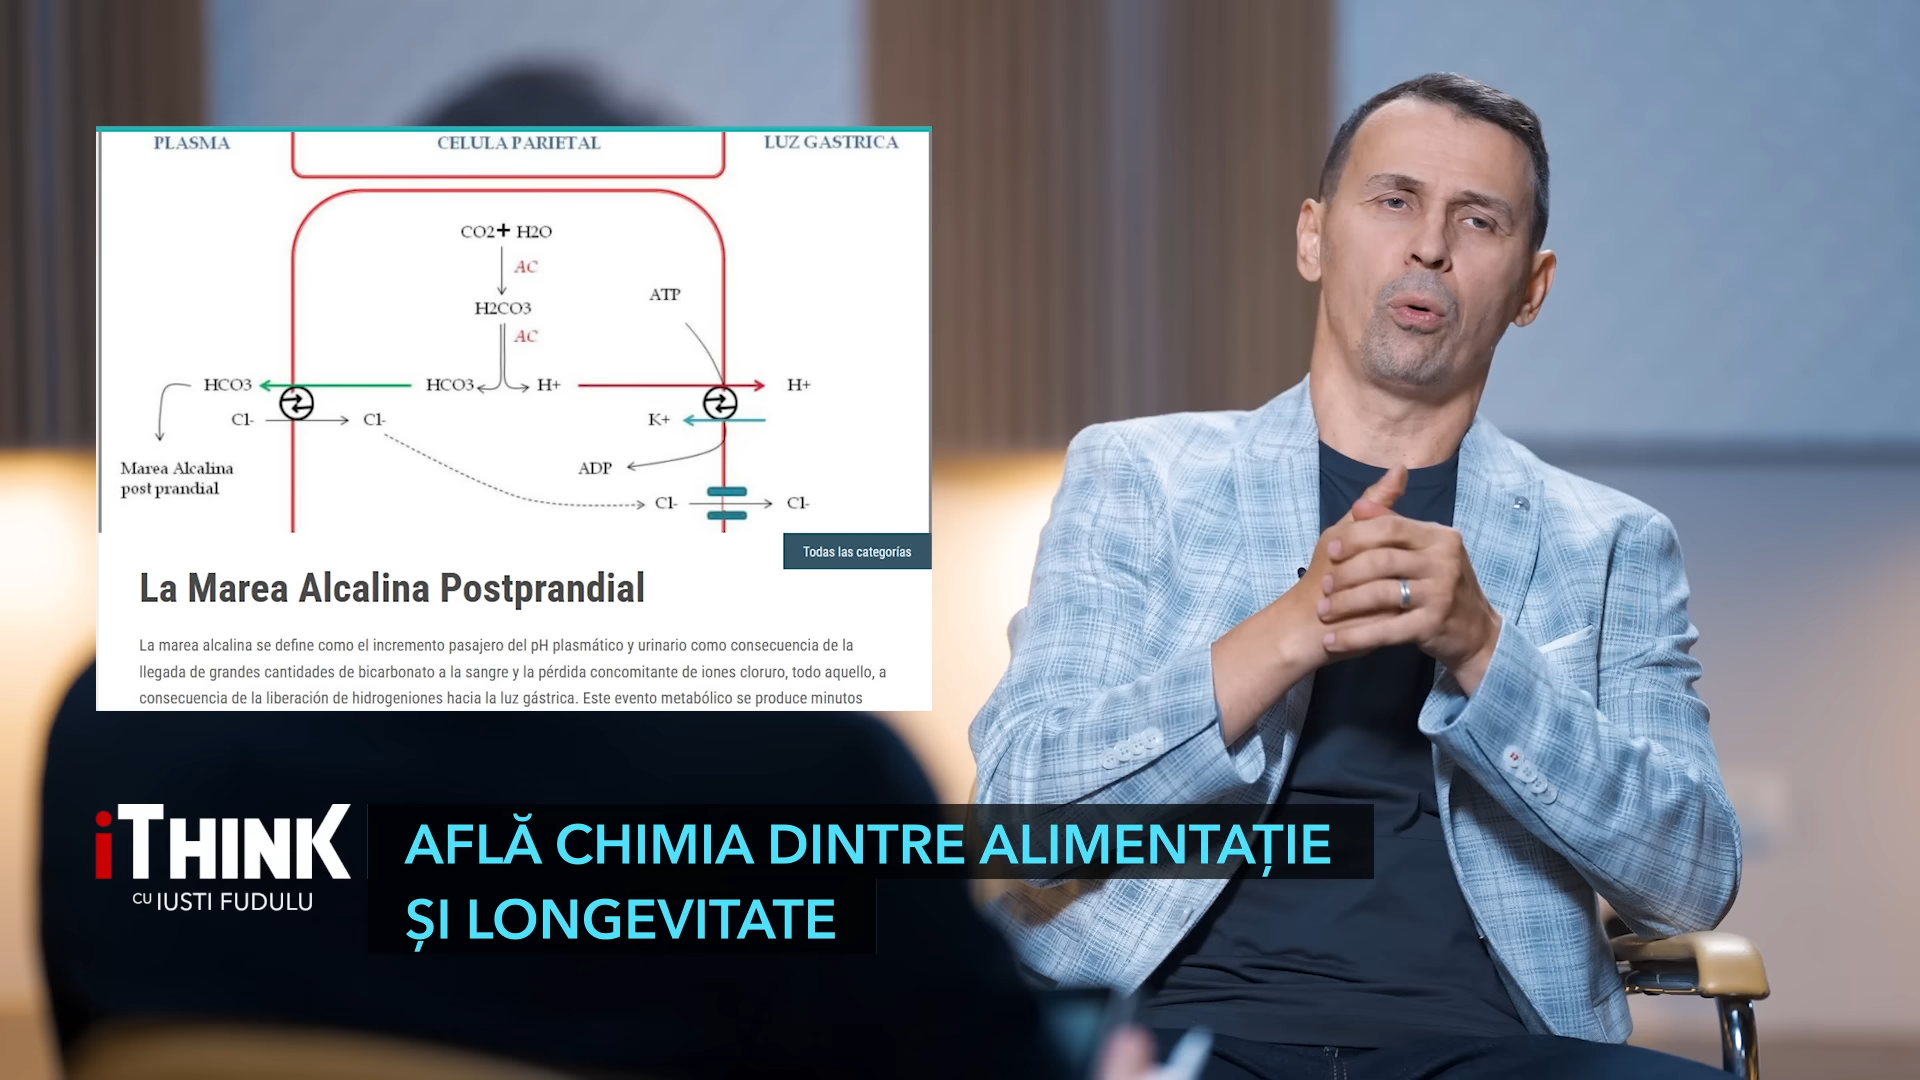 PLASMA
CELULA PARIETAL
LUZ GASTRICA
CO2+ H2O
AC
H2CO3
AC
ATP
HCO3
HCO3
H+
H+
Cl-
Cl-
K+
ADP
Marea Alcalina
post prandial
Cl-
Cl-
Todas las categorías
La Marea Alcalina Postprandial
La marea alcalina se define como el incremento pasajero del pH plasmático y urinario como consecuencia de la
llegada de grandes cantidades de bicarbonato a la sangre y la pérdida concomitante de iones cloruro, todo aquello, a
consecuencia de la liberación de hidrogeniones hacia la luz gástrica. Este evento metabólico se produce minutos
iTHINK
CU IUSTI FUDULU
AFLĂ CHIMIA DINTRE ALIMENTAȚIE
ȘI LONGEVITATE